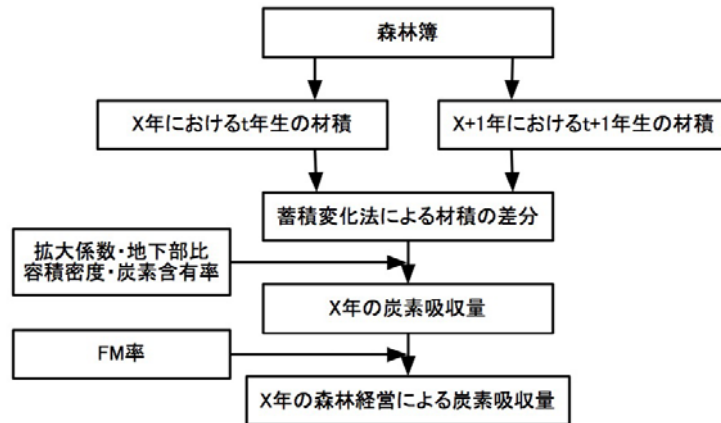 森林簿
X年におけるt年生の材積
X+1年におけるt+1年生の材積
蓄積変化法による材積の差分
拡大係数・地下部比
容積密度・炭素含有率
X年の炭素吸収量
FM率
X年の森林経営による炭素吸収量